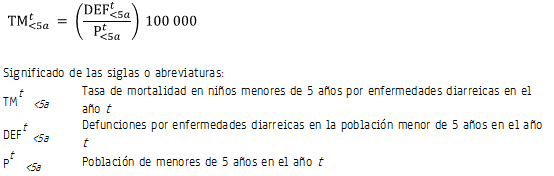 TM^t_<5a = (DEF^t_<5a / P^t_<5a) 100 000
Significado de las siglas o abreviaturas:
TM^t_<5a Tasa de mortalidad en niños menores de 5 años por enfermedades diarreicas en el
año t
DEF^t_<5a Defunciones por enfermedades diarreicas en la población menor de 5 años en el año
t
P^t_<5a Población de menores de 5 años en el año t